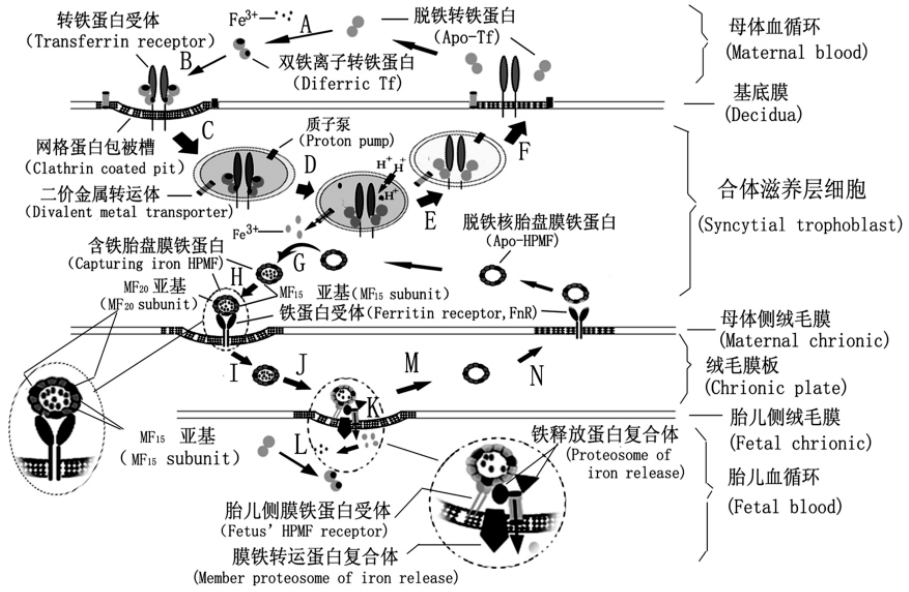 转铁蛋白受体
(Transferrin receptor)
Fe3+
A
脱铁转铁蛋白
(Apo-Tf)
母体血循环
(Maternal blood)
B
双铁离子转铁蛋白
(Diferric Tf)
基底膜
(Decidua)
网格蛋白包被槽
(Clathrin coated pit)
C
质子泵
(Proton pump)
D
H+
H+
H+
E
F
二价金属转运体
(Divalent metal transporter)
合体滋养层细胞
(Syncytial trophoblast)
Fe3+
脱铁核胎盘膜铁蛋白
(Apo-HPMF)
含铁胎盘膜铁蛋白
(Capturing iron HPMF)
G
H
MF20 亚基
(MF20 subunit)
MF15 亚基(MF15 subunit)
铁蛋白受体(Ferritin receptor,FnR)
母体侧绒毛膜
(Maternal chrionic)
I
J
M
N
绒毛膜板
(Chrionic plate)
K
胎儿侧绒毛膜
(Fetal chrionic)
MF15 亚基
(MF15 subunit)
L
铁释放蛋白复合体
(Proteosome of
iron release)
胎儿血循环
(Fetal blood)
胎儿侧膜铁蛋白受体
(Fetus' HPMF receptor)
膜铁转运蛋白复合体
(Member proteosome of iron release)